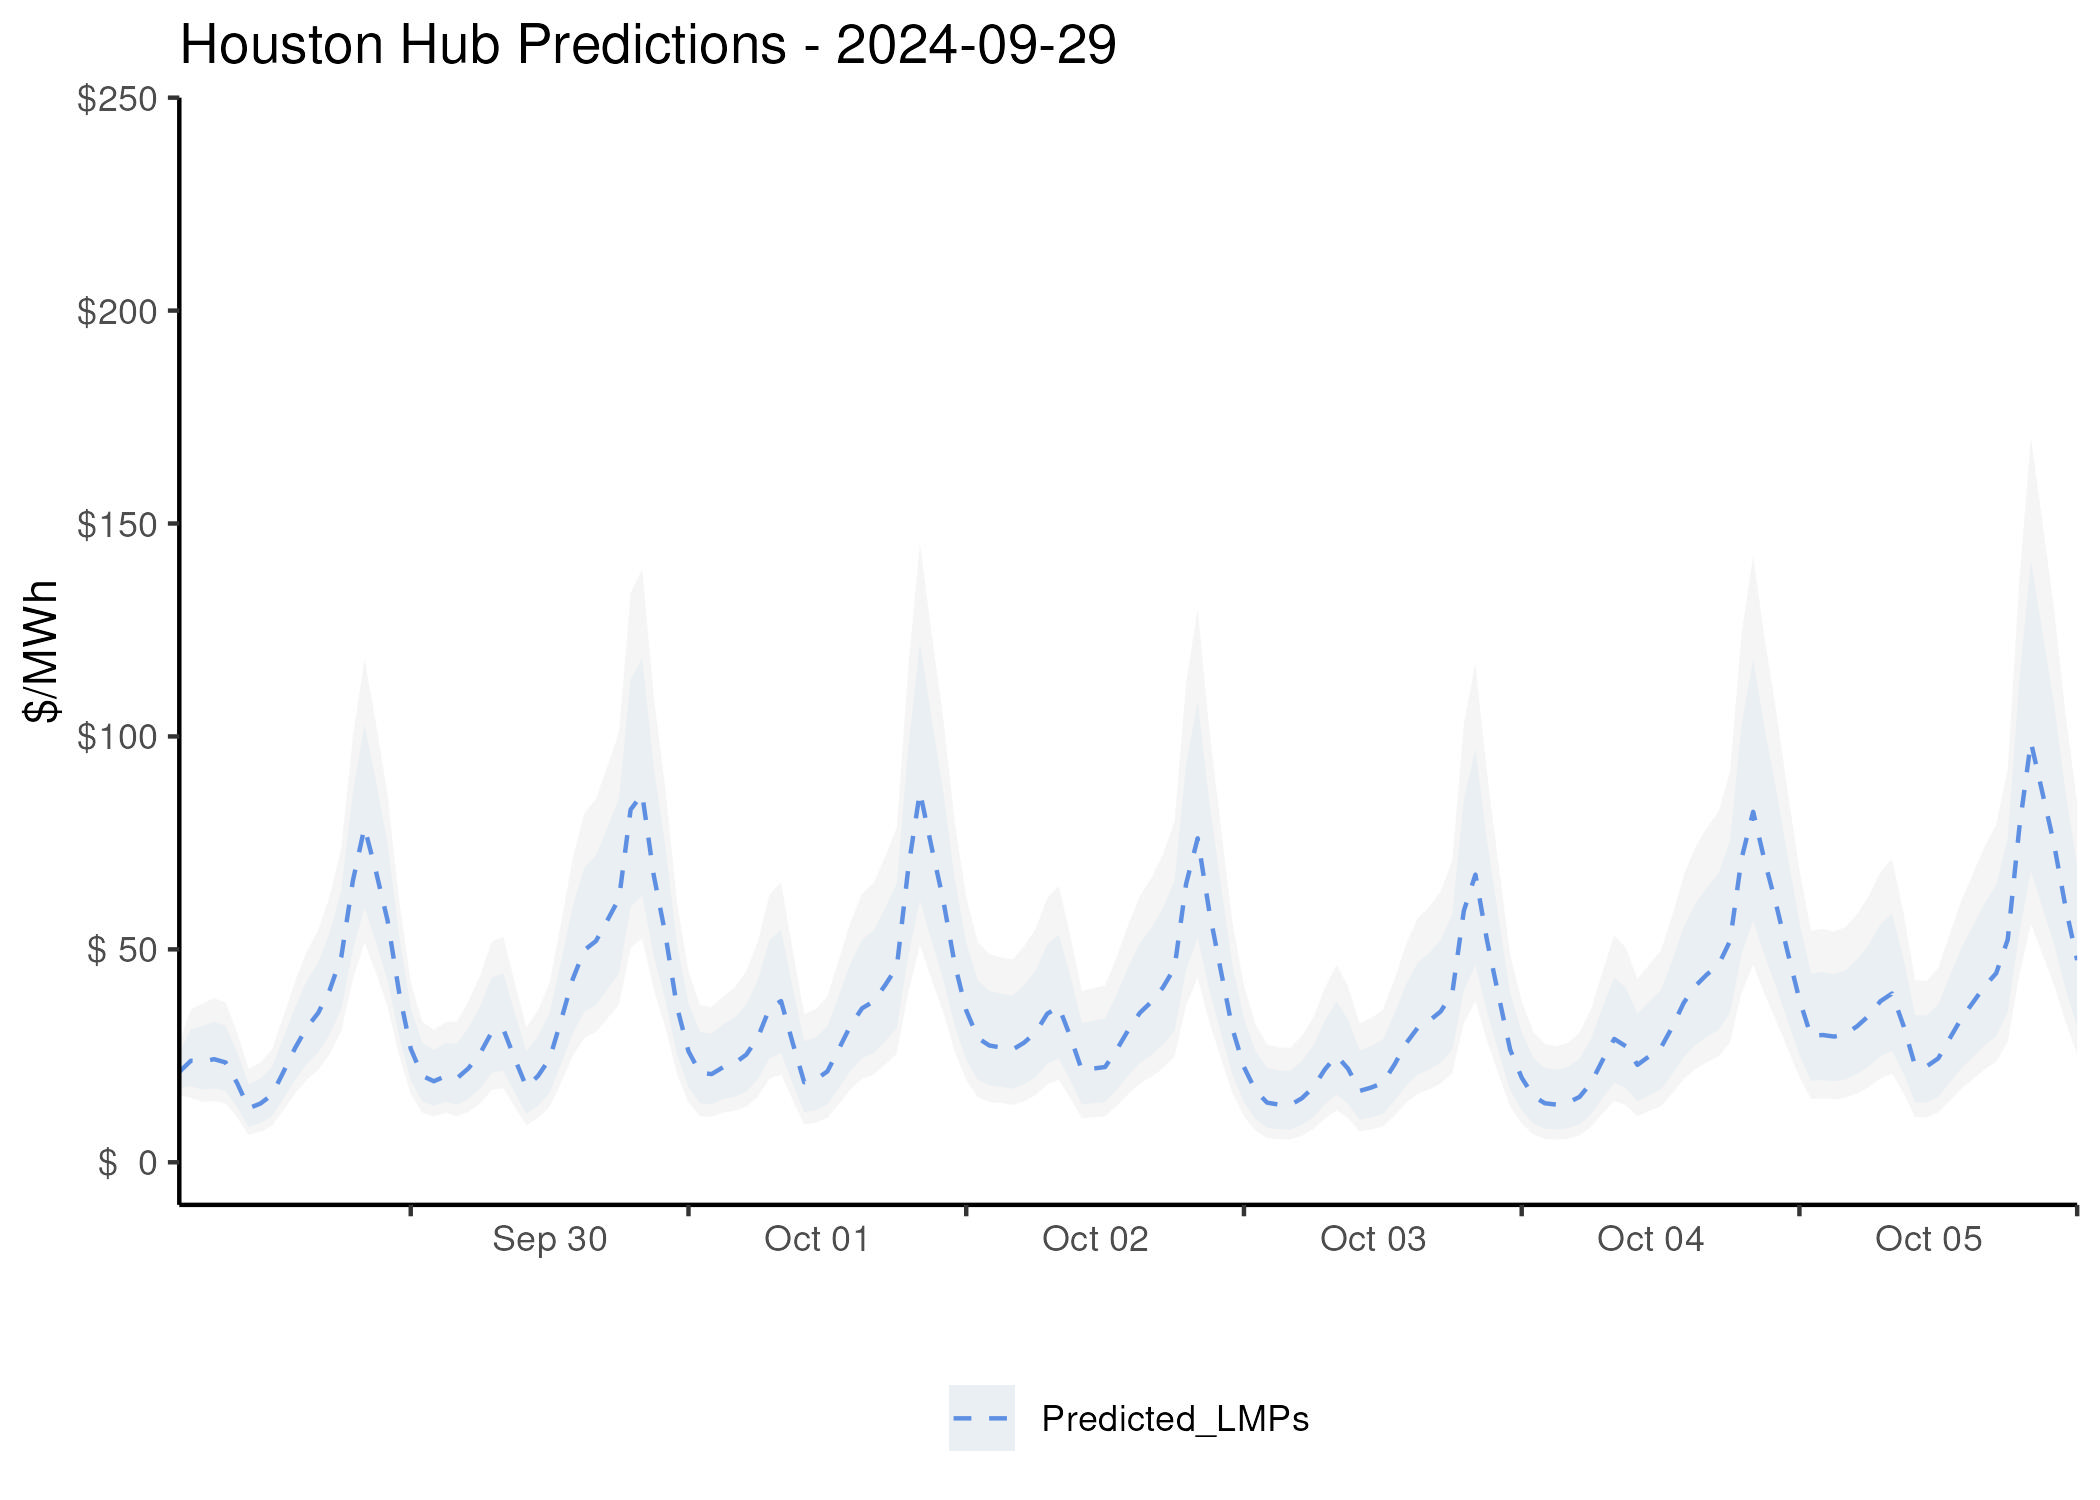 Houston Hub Predictions - 2024-09-29
$250
$200
$150
$100
$ 50
$  0
$/MWh
Sep 30 Oct 01 Oct 02 Oct 03 Oct 04 Oct 05
Predicted_LMPs